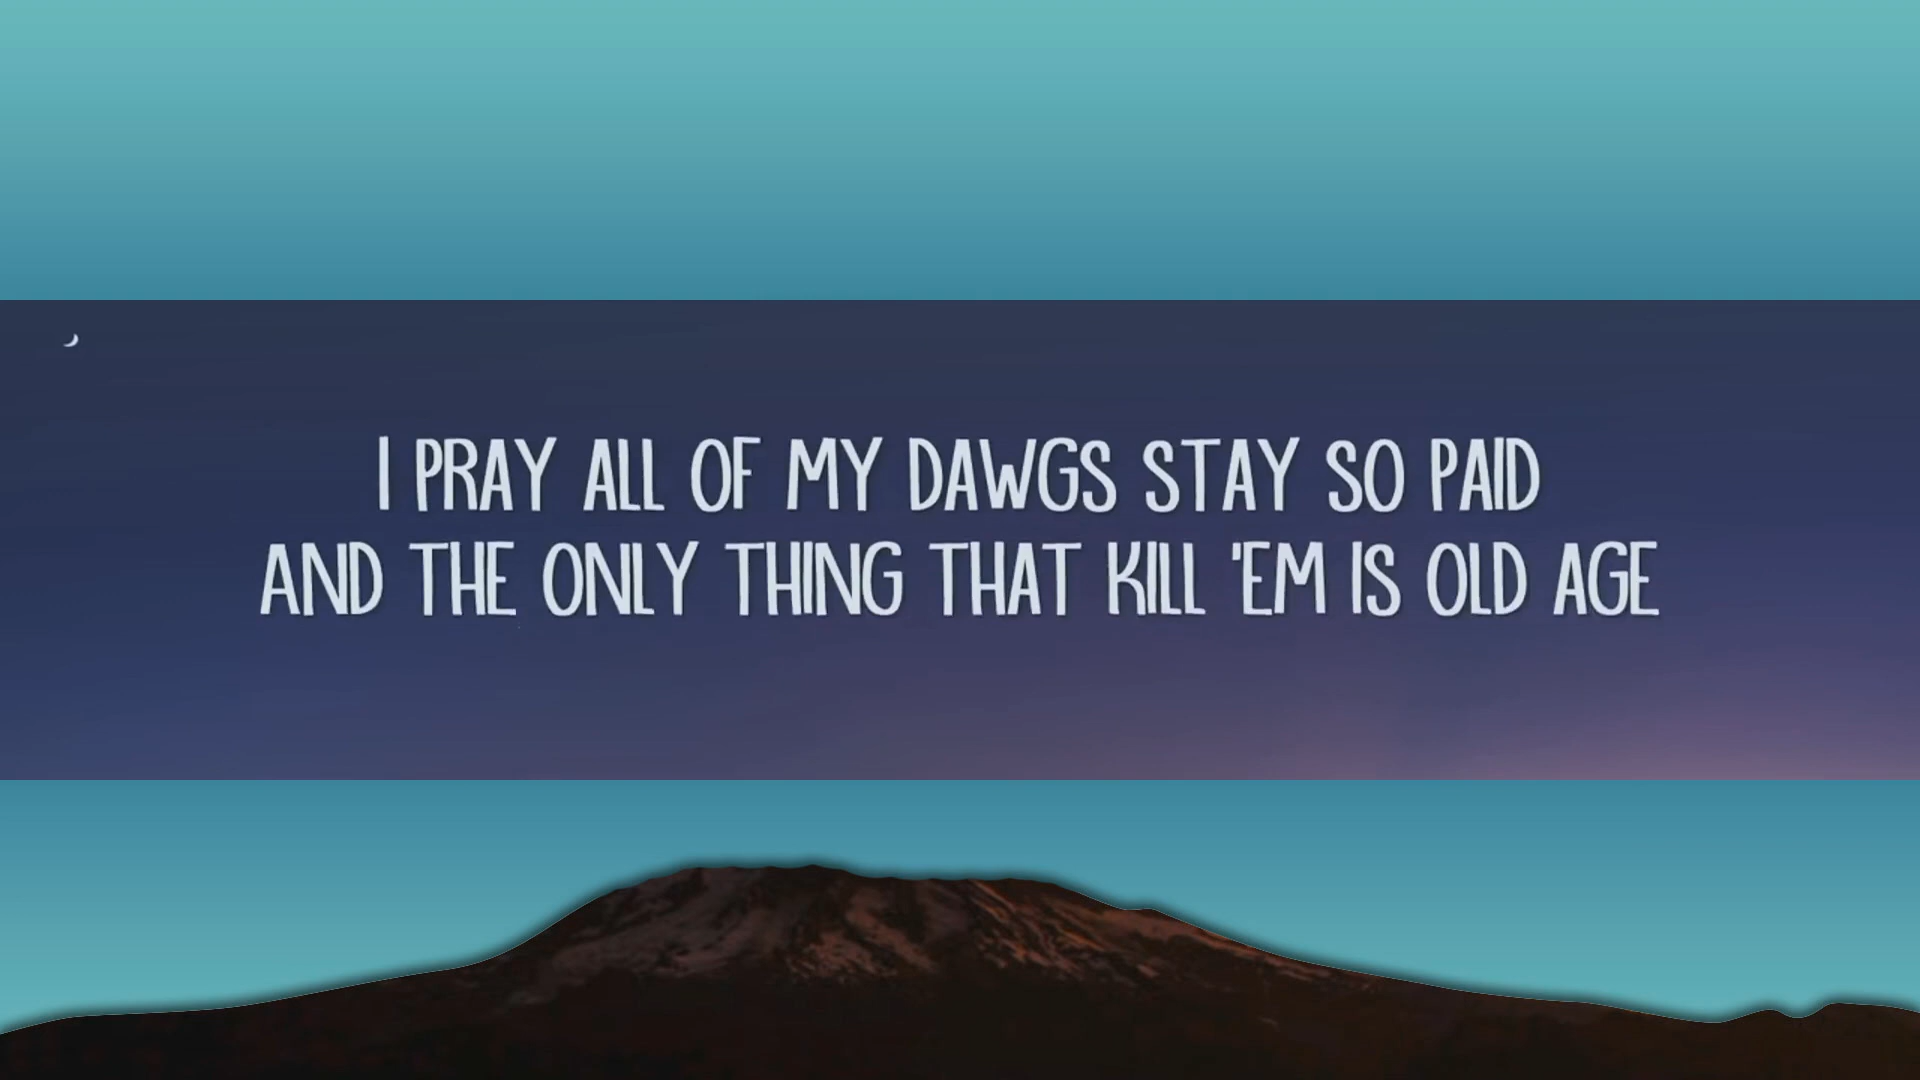 I PRAY ALL OF MY DAWGS STAY SO PAID
AND THE ONLY THING THAT KILL 'EM IS OLD AGE